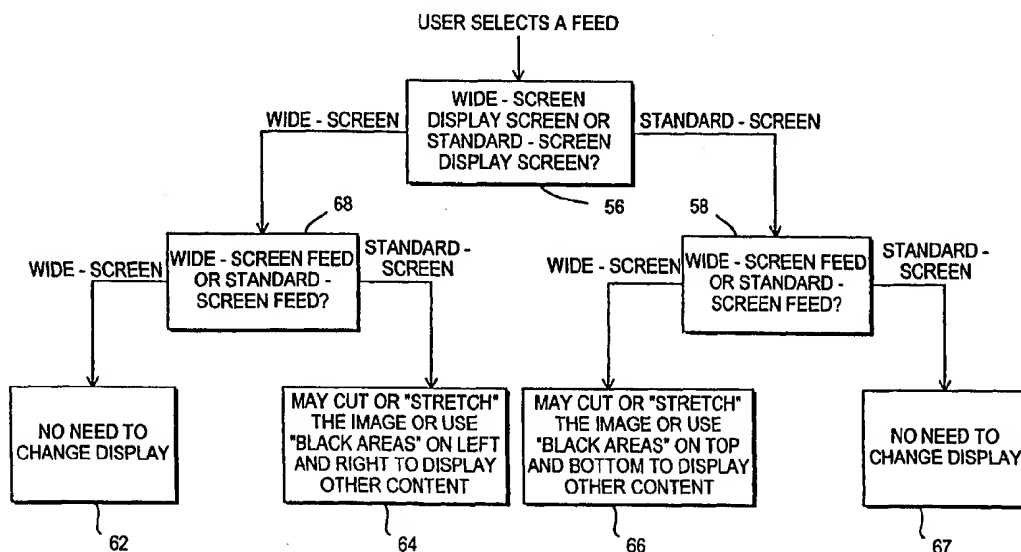 USER SELECTS A FEED
WIDE - SCREEN
DISPLAY SCREEN OR
STANDARD - SCREEN
DISPLAY SCREEN?
WIDE - SCREEN
STANDARD - SCREEN
56
68
58
WIDE - SCREEN FEED
OR STANDARD -
SCREEN FEED?
WIDE - SCREEN
STANDARD -
SCREEN
WIDE - SCREEN FEED
OR STANDARD -
SCREEN FEED?
WIDE - SCREEN
STANDARD -
SCREEN
NO NEED TO
CHANGE DISPLAY
MAY CUT OR "STRETCH"
THE IMAGE OR USE
"BLACK AREAS" ON LEFT
AND RIGHT TO DISPLAY
OTHER CONTENT
MAY CUT OR "STRETCH"
THE IMAGE OR USE
"BLACK AREAS" ON TOP
AND BOTTOM TO DISPLAY
OTHER CONTENT
NO NEED TO
CHANGE DISPLAY
62
64
66
67